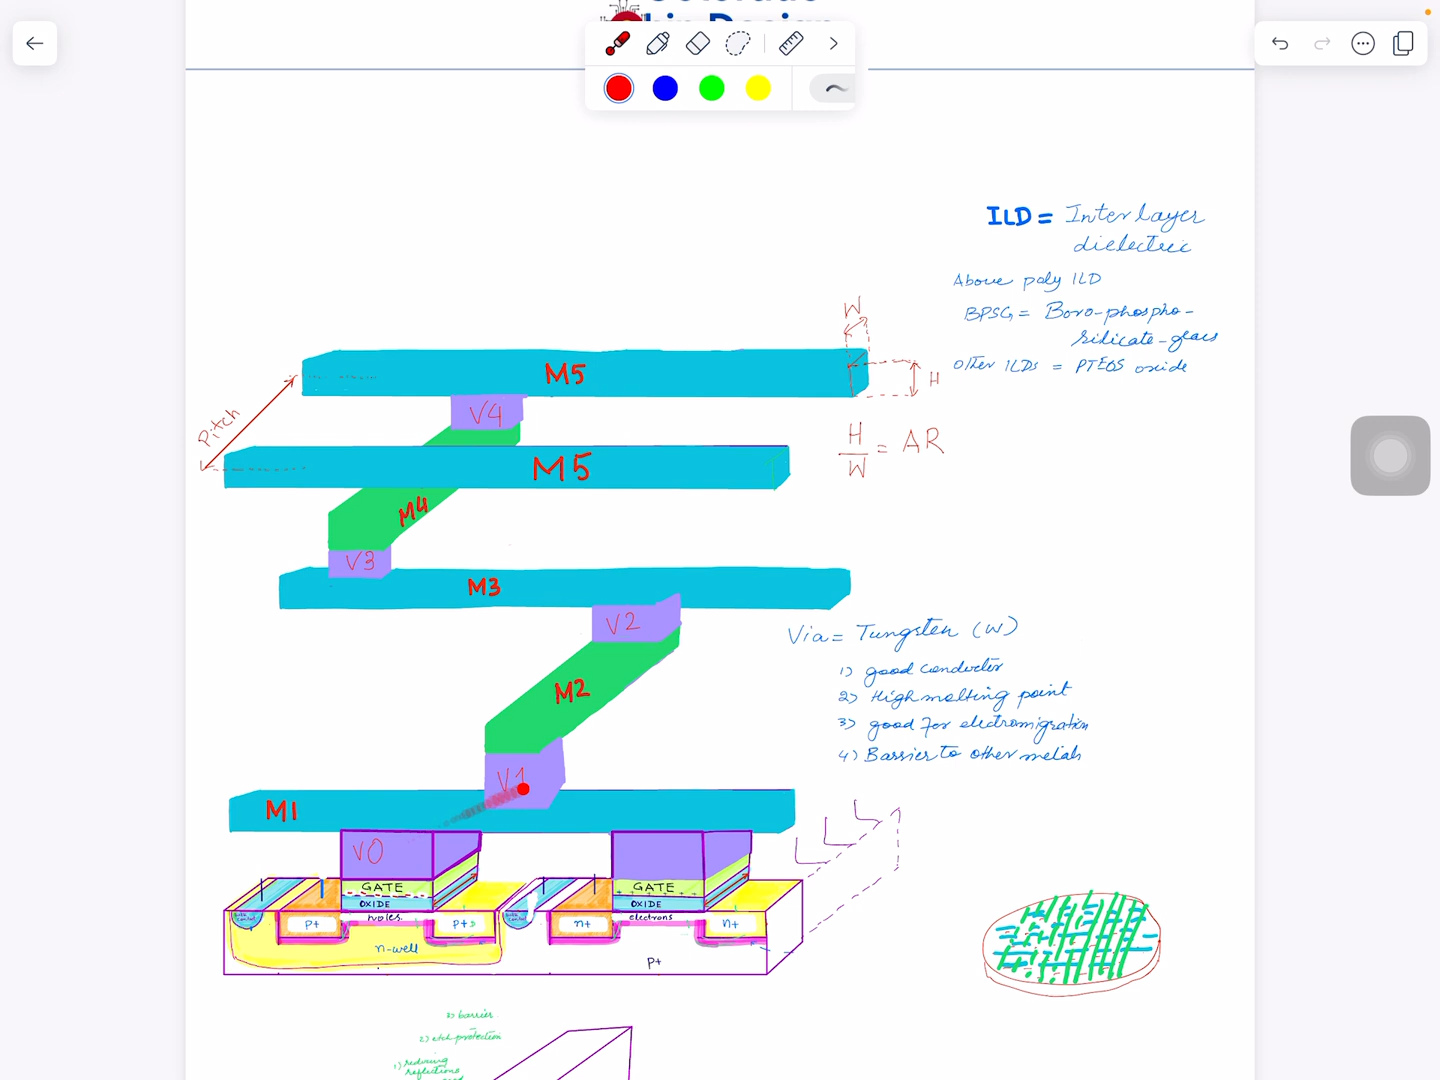 ILD = Inter layer
dielectric
Above poly ILD
BPSG = Boro-phospho-
silicate-glass
Other ILDs = PTEOS oxide
W
H
H/W = AR
Pitch
M5
V4
M5
M4
V3
M3
V2
M2
V1
M1
V0
Via = Tungsten (W)
1) good conductor
2) High melting point
3) good for electromigration
4) Barrier to other metals
GATE
OXIDE
holes
p+
p+
n-well
GATE
OXIDE
electrons
n+
n+
p+
3) barrier
2) etch protection
1) reducing
reflections